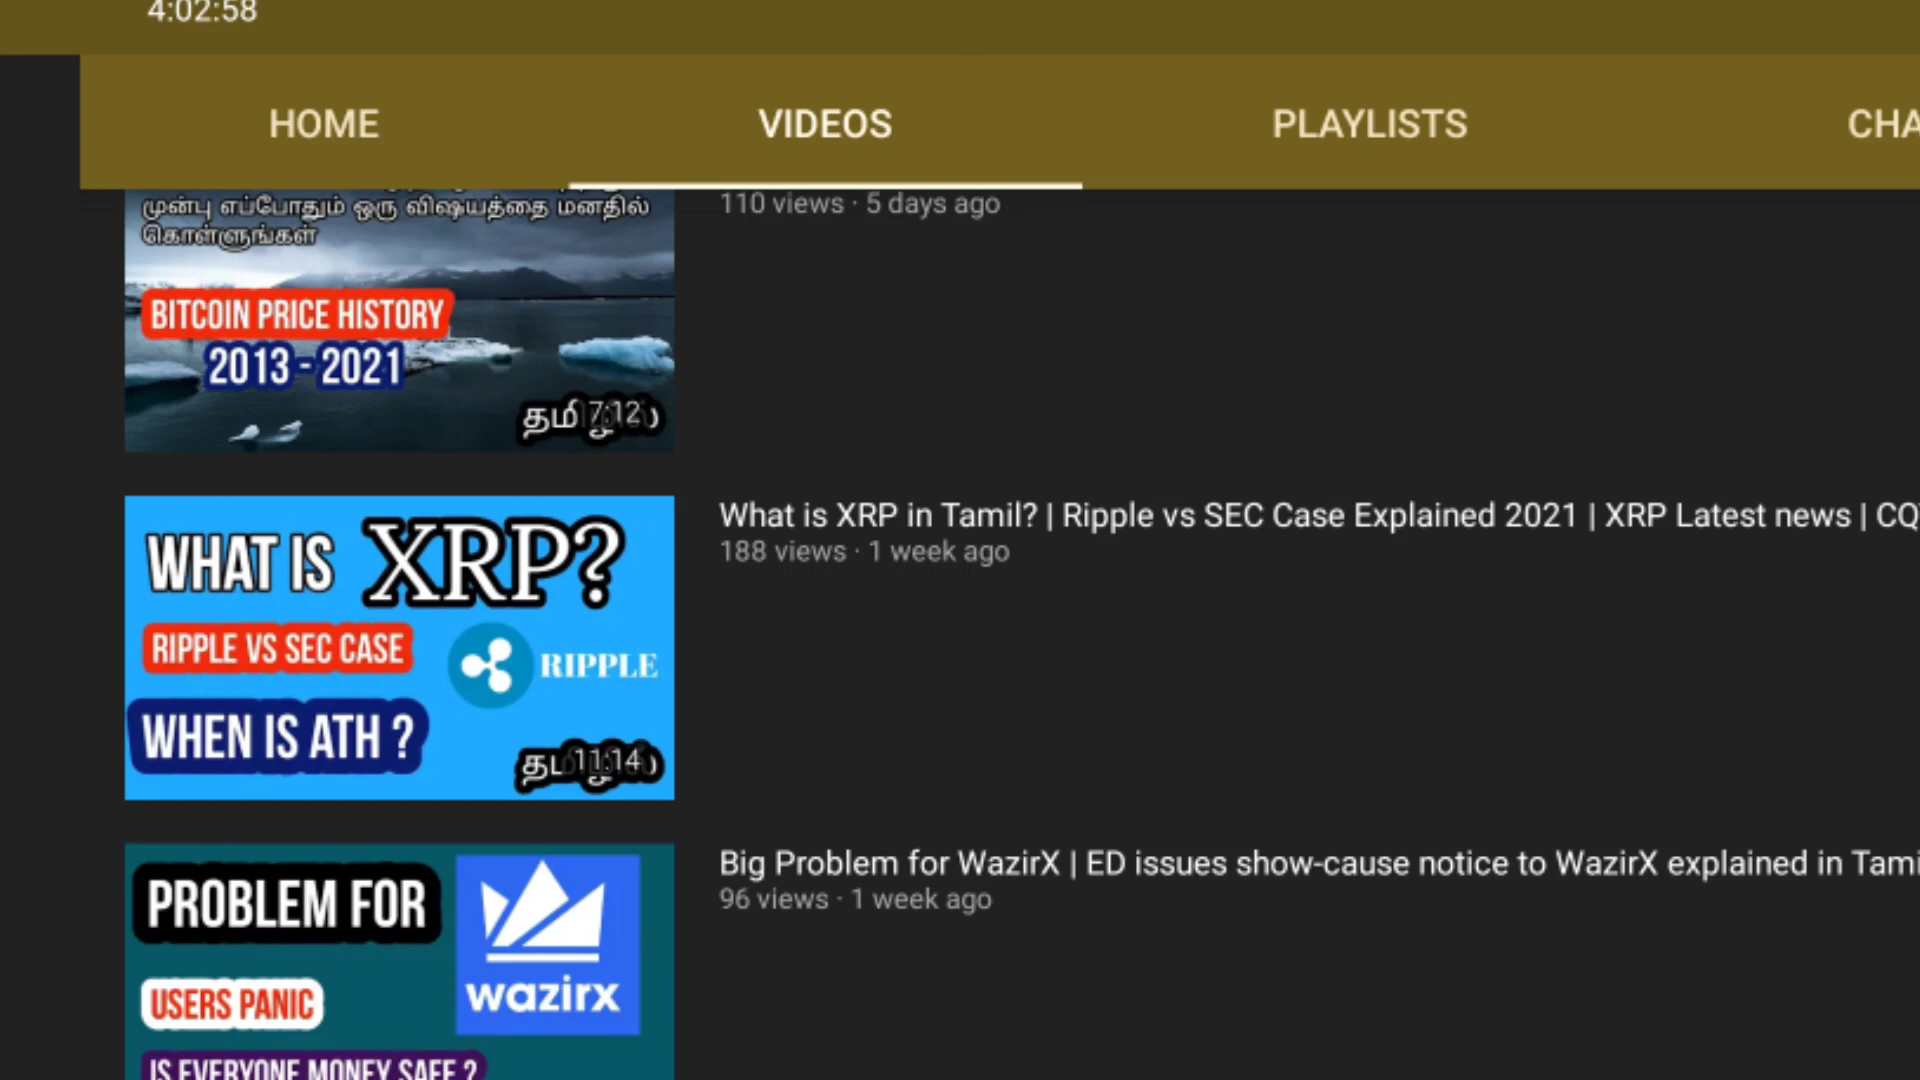 4:02:58
HOME
VIDEOS
PLAYLISTS
CHA
முன்பு எப்போதும் ஒரு விஷயத்தை மனதில்
கொள்ளுங்கள்
BITCOIN PRICE HISTORY
2013 - 2021
7:12
110 views · 5 days ago
WHAT IS XRP?
RIPPLE VS SEC CASE
RIPPLE
WHEN IS ATH ?
11:14
What is XRP in Tamil? | Ripple vs SEC Case Explained 2021 | XRP Latest news | CQ
188 views · 1 week ago
PROBLEM FOR
wazirx
USERS PANIC
IS EVERYONE MONEY SAFE ?
Big Problem for WazirX | ED issues show-cause notice to WazirX explained in Tami
96 views · 1 week ago